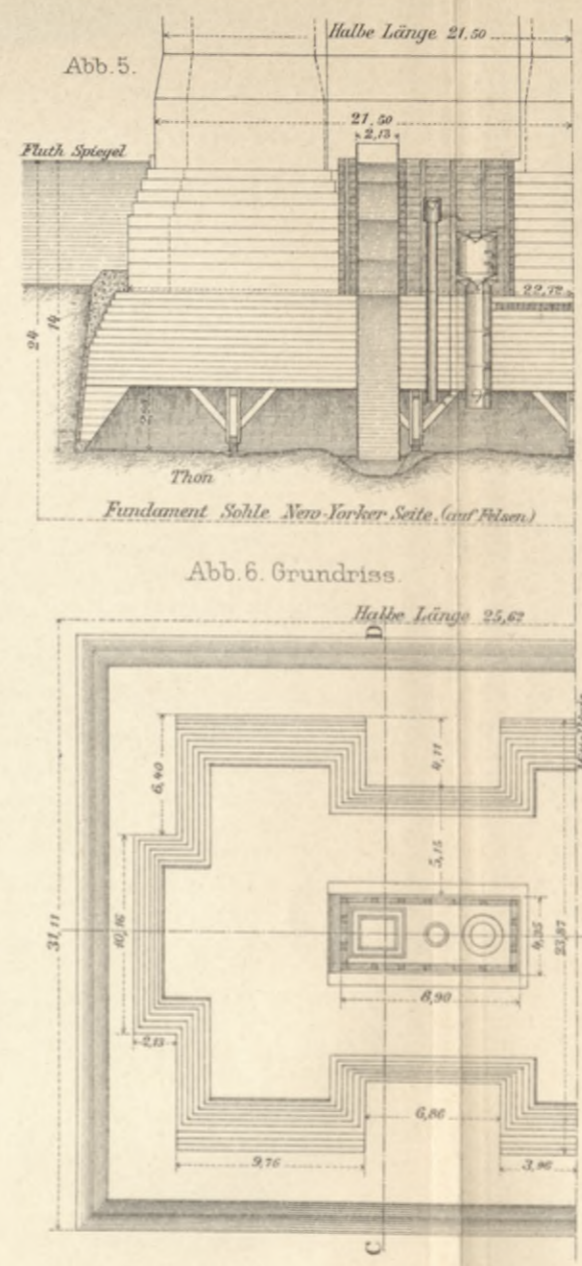 Halbe Länge 21,50
Abb. 5.
21,50
2,13
Fluth Spiegel
22,72
24
14
Thon
Fundament Sohle New-Yorker Seite. (auf Felsen)
Abb. 6. Grundriss.
Halbe Länge 25,62
D
6,40
4,11
5,15
31,11
10,16
4,35
23,87
8,90
2,13
6,86
9,76
3,96
C